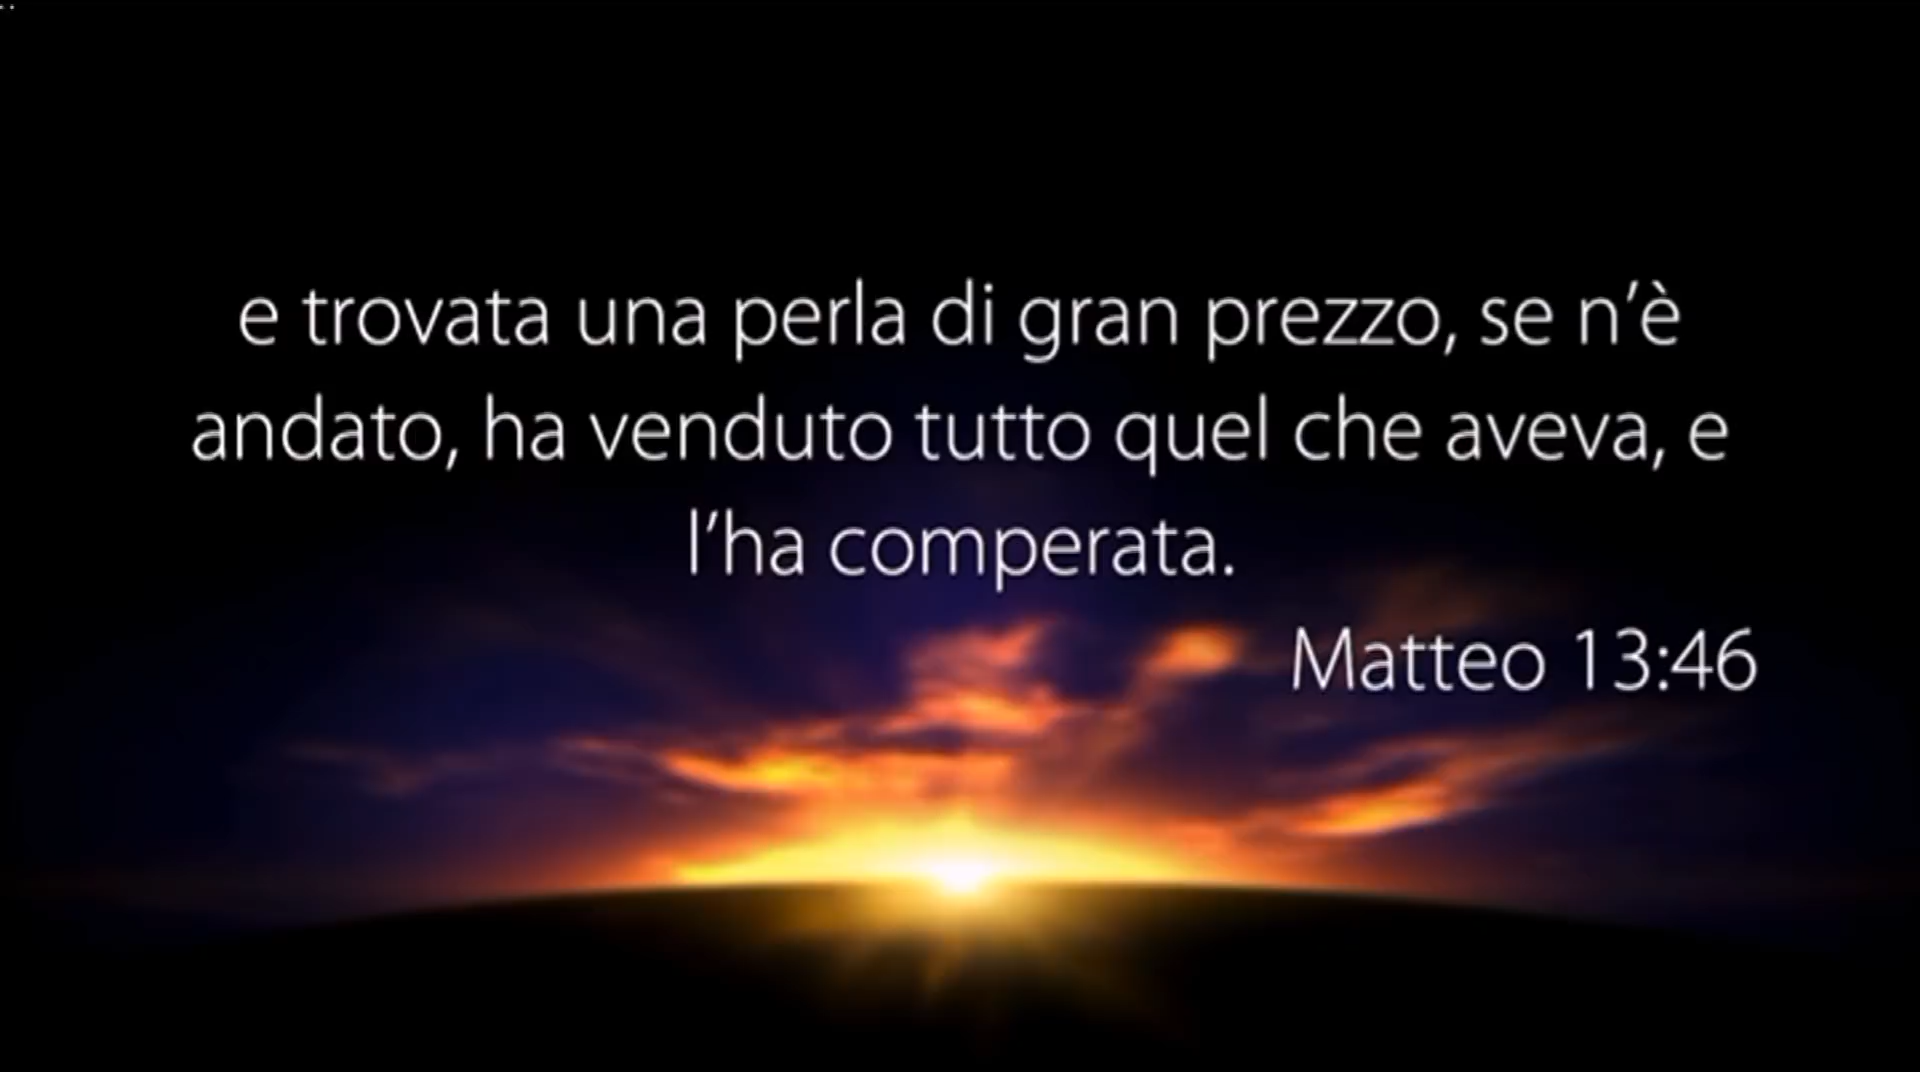 e trovata una perla di gran prezzo, se n’è
andato, ha venduto tutto quel che aveva, e
l’ha comperata.
Matteo 13:46